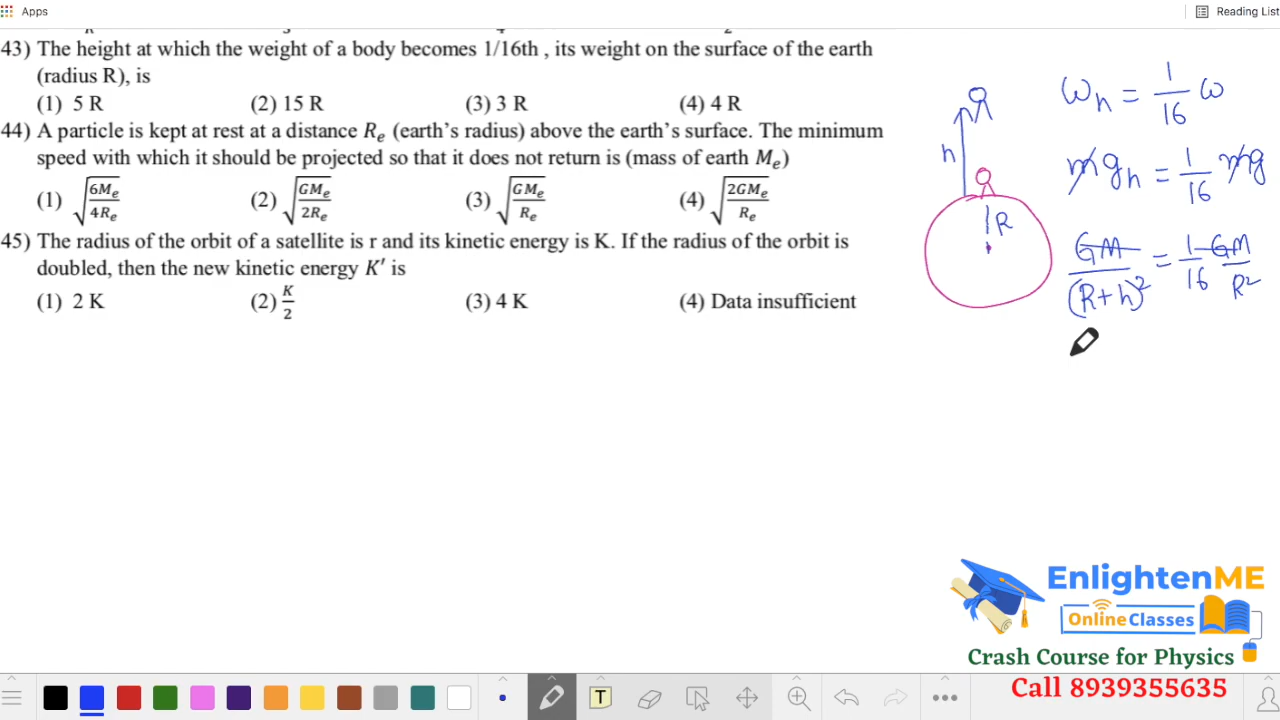 Apps
Reading List
43) The height at which the weight of a body becomes 1/16th , its weight on the surface of the earth
(radius R), is
(1) 5 R (2) 15 R (3) 3 R (4) 4 R
44) A particle is kept at rest at a distance Rₑ (earth's radius) above the earth's surface. The minimum
speed with which it should be projected so that it does not return is (mass of earth Mₑ)
(1) √(6Mₑ/4Rₑ) (2) √(GMₑ/2Rₑ) (3) √(GMₑ/Rₑ) (4) √(2GMₑ/Rₑ)
45) The radius of the orbit of a satellite is r and its kinetic energy is K. If the radius of the orbit is
doubled, then the new kinetic energy K′ is
(1) 2 K (2) K/2 (3) 4 K (4) Data insufficient
h
R
ωₕ = 1/16 ω
mgₕ = 1/16 mg
GM/(R+h)² = 1/16 GM/R²
EnlightenME
OnlineClasses
Crash Course for Physics
Call 8939355635
T